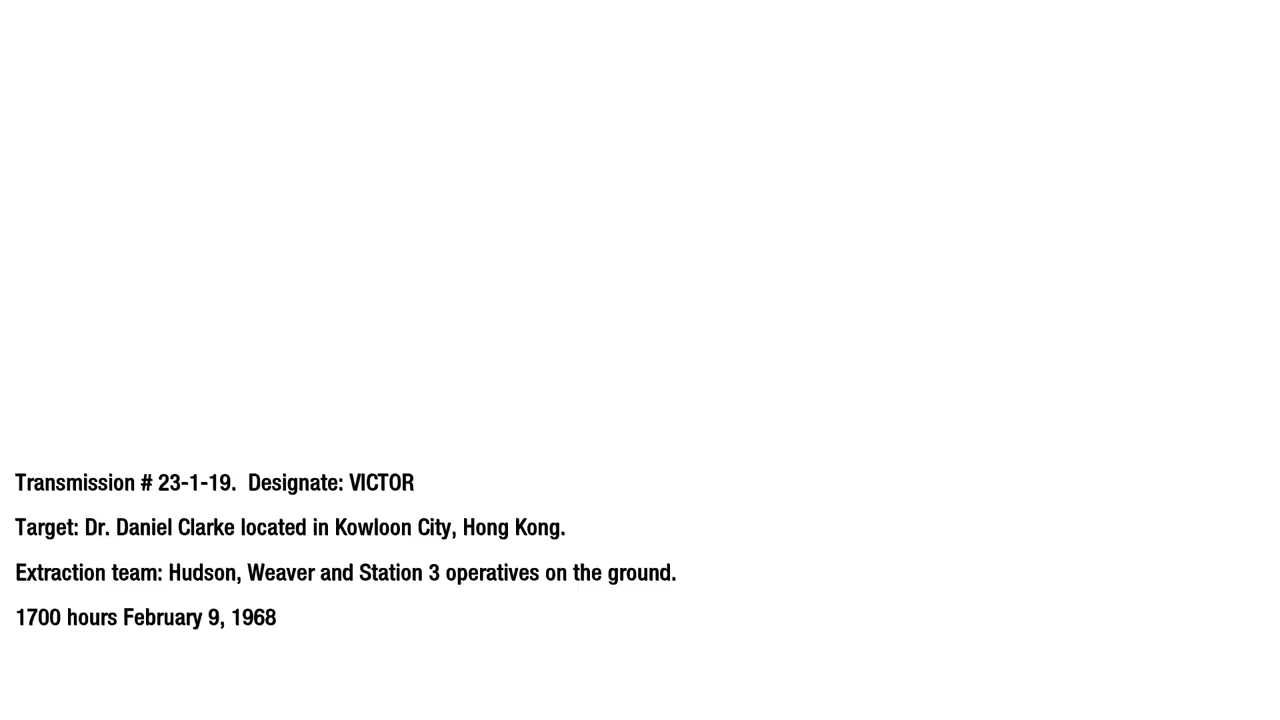 Transmission # 23-1-19.  Designate: VICTOR
Target: Dr. Daniel Clarke located in Kowloon City, Hong Kong.
Extraction team: Hudson, Weaver and Station 3 operatives on the ground.
1700 hours February 9, 1968